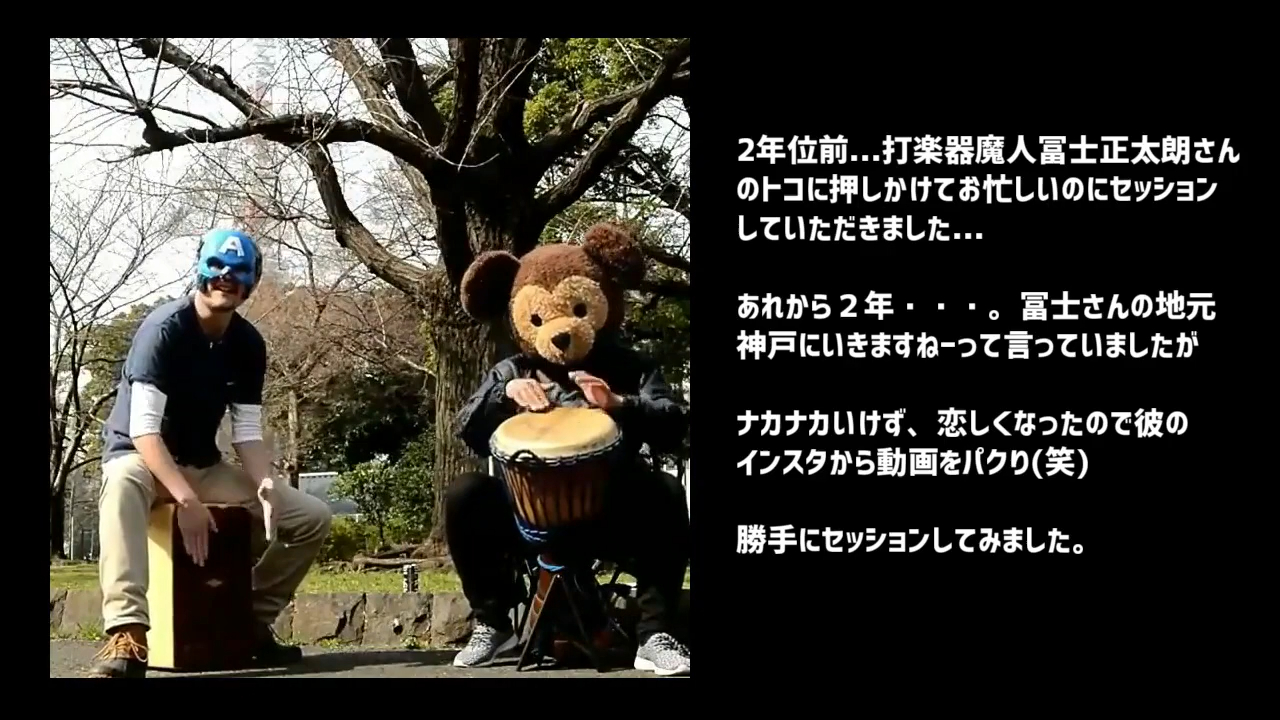 2年位前...打楽器魔人冨士正太朗さん
のトコに押しかけてお忙しいのにセッション
していただきました...
あれから２年・・・。冨士さんの地元
神戸にいきますねーって言っていましたが
ナカナカいけず、恋しくなったので彼の
インスタから動画をパクり(笑)
勝手にセッションしてみました。
A